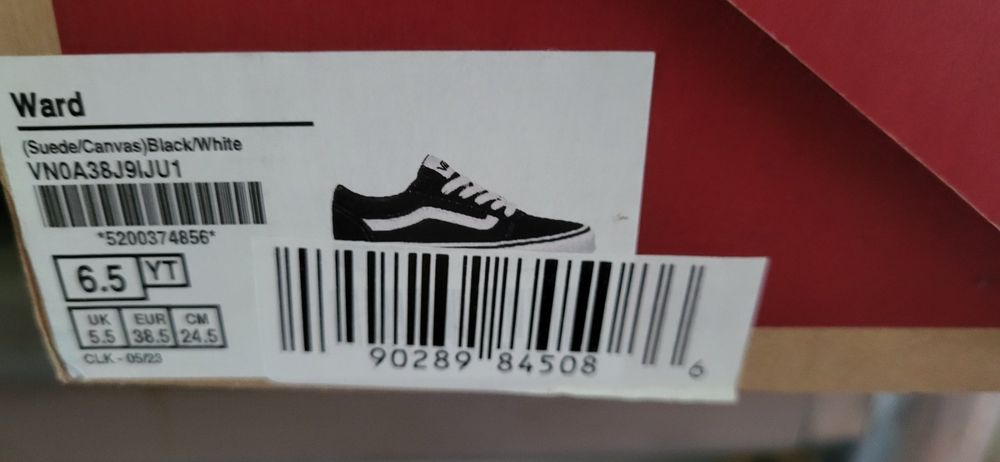 Ward
(Suede/Canvas)Black/White
VN0A38J9IJU1
*5200374856*
6.5 YT
UK EUR CM
5.5 38.5 24.5
CLK - 05/23
90289 84508 6